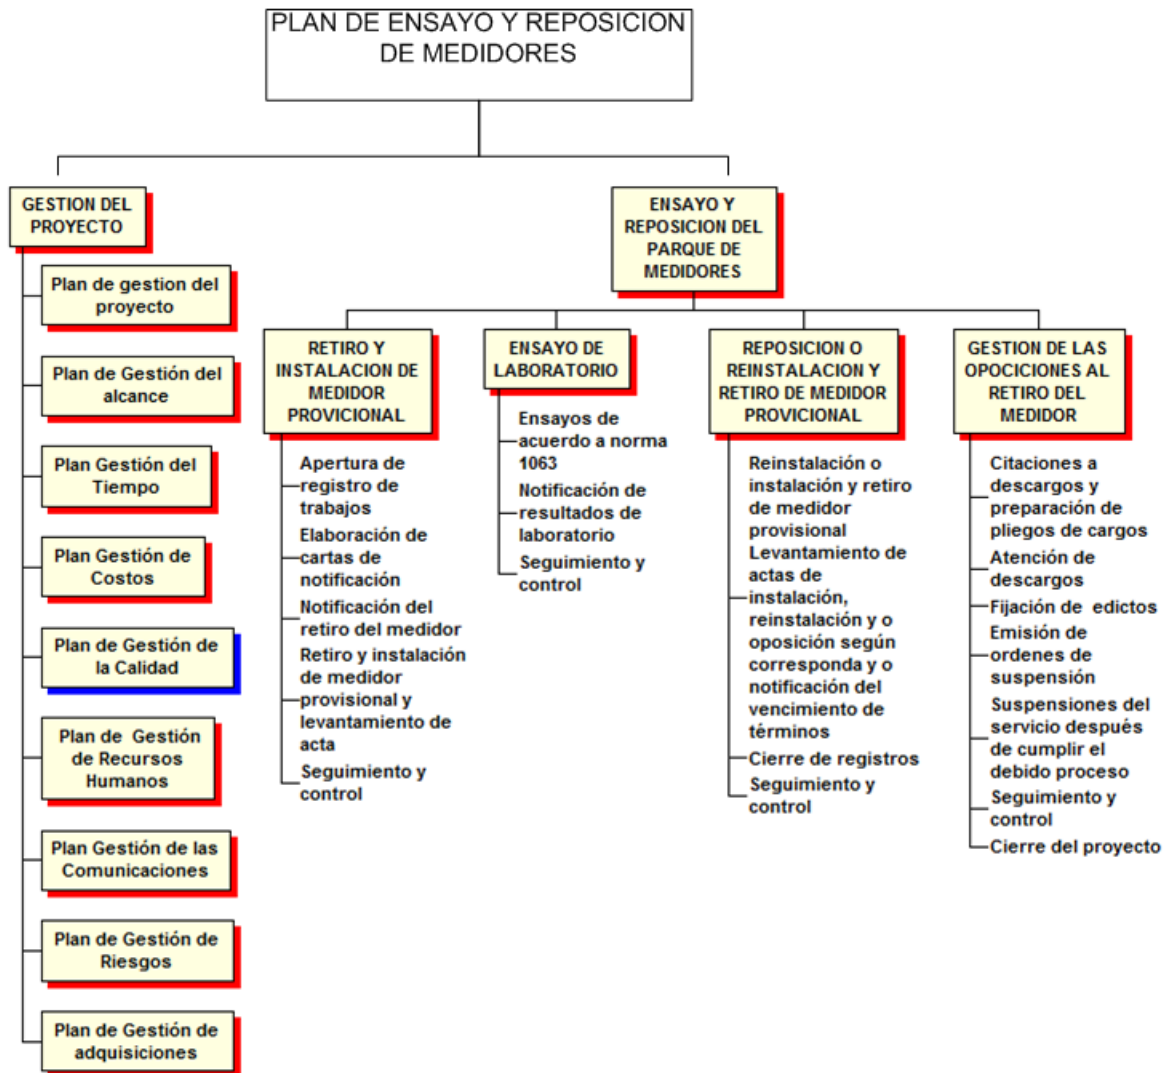 PLAN DE ENSAYO Y REPOSICION
DE MEDIDORES
GESTION DEL
PROYECTO
Plan de gestion del
proyecto
Plan de Gestión del
alcance
Plan Gestión del
Tiempo
Plan Gestión de
Costos
Plan de Gestión de
la Calidad
Plan de Gestión
de Recursos
Humanos
Plan Gestión de las
Comunicaciones
Plan de Gestión de
Riesgos
Plan de Gestión de
adquisiciones
ENSAYO Y
REPOSICION DEL
PARQUE DE
MEDIDORES
RETIRO Y
INSTALACION DE
MEDIDOR
PROVICIONAL
Apertura de
registro de
trabajos
Elaboración de
cartas de
notificación
Notificación del
retiro del medidor
Retiro y instalación
de medidor
provisional y
levantamiento de
acta
Seguimiento y
control
ENSAYO DE
LABORATORIO
Ensayos de
acuerdo a norma
1063
Notificación de
resultados de
laboratorio
Seguimiento y
control
REPOSICION O
REINSTALACION Y
RETIRO DE MEDIDOR
PROVICIONAL
Reinstalación o
instalación y retiro
de medidor
provisional
Levantamiento de
actas de
instalación,
reinstalación y o
oposición según
corresponda y o
notificación del
vencimiento de
términos
Cierre de registros
Seguimiento y
control
GESTION DE LAS
OPOCICIONES AL
RETIRO DEL
MEDIDOR
Citaciones a
descargos y
preparación de
pliegos de cargos
Atención de
descargos
Fijación de edictos
Emisión de
ordenes de
suspensión
Suspensiones del
servicio después
de cumplir el
debido proceso
Seguimiento y
control
Cierre del proyecto